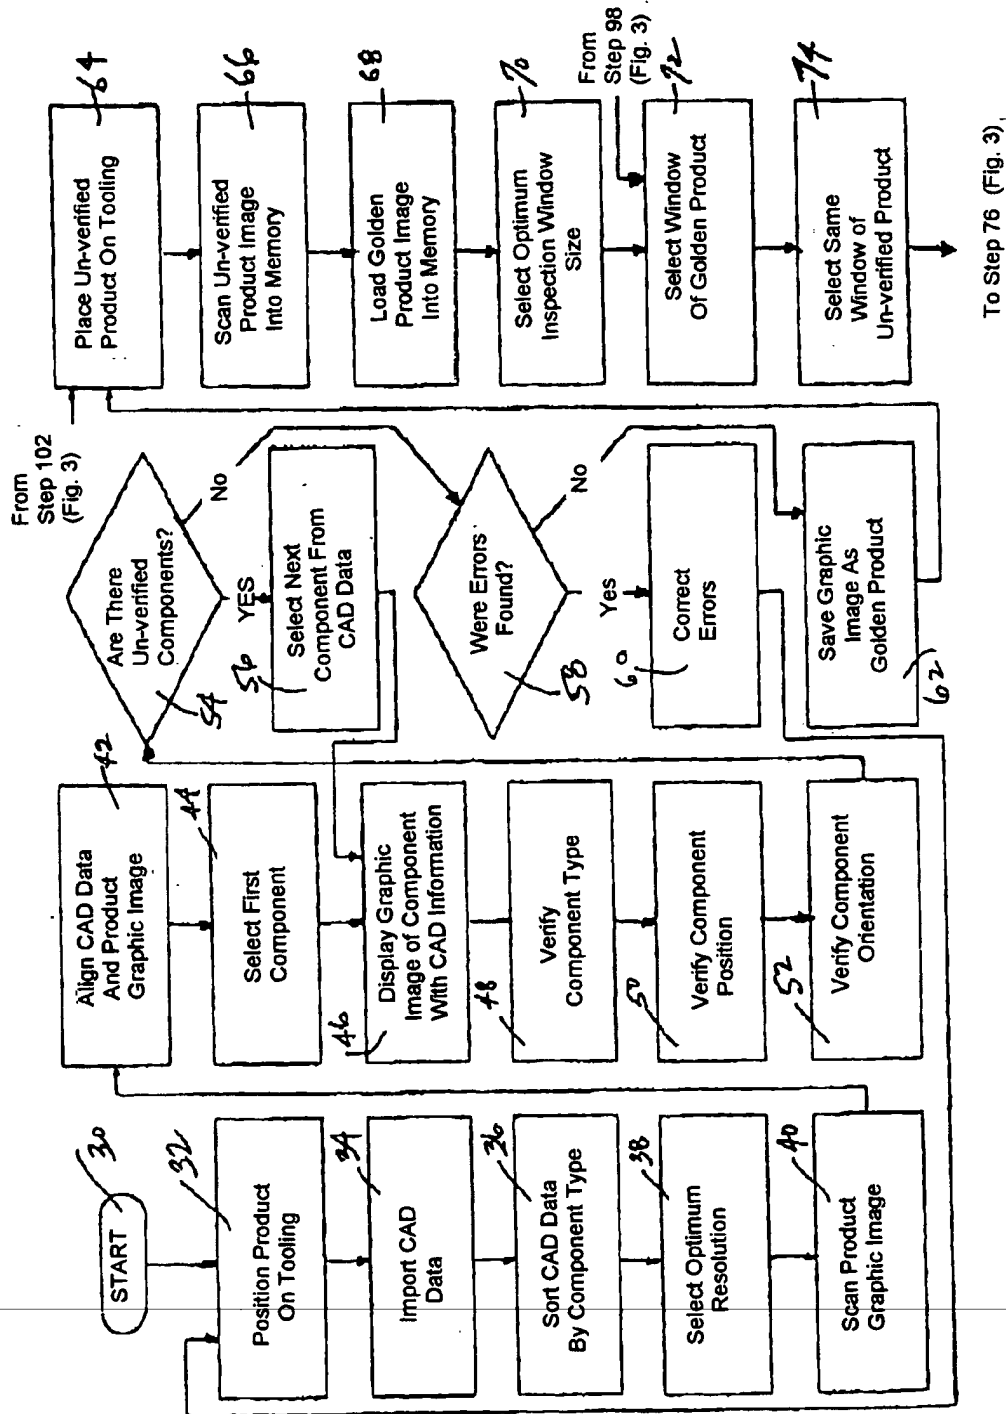 START
30
Position Product
On Tooling
32
Import CAD
Data
34
Sort CAD Data
By Component Type
36
Select Optimum
Resolution
38
Scan Product
Graphic Image
40
Align CAD Data
And Product
Graphic Image
42
Select First
Component
44
Display Graphic
Image of Component
With CAD Information
46
Verify
Component Type
48
Verify Component
Position
50
Verify Component
Orientation
52
From
Step 102
(Fig. 3)
Are There
Un-verified
Components?
54
No
YES
Select Next
Component From
CAD Data
56
Were Errors
Found?
58
No
Yes
Correct
Errors
60
Save Graphic
Image As
Golden Product
62
Place Un-verified
Product On Tooling
64
Scan Un-verified
Product Image
Into Memory
66
Load Golden
Product Image
Into Memory
68
Select Optimum
Inspection Window
Size
70
From
Step 98
(Fig. 3)
Select Window
Of Golden Product
72
Select Same
Window of
Un-verified Product
74
To Step 76 (Fig. 3)